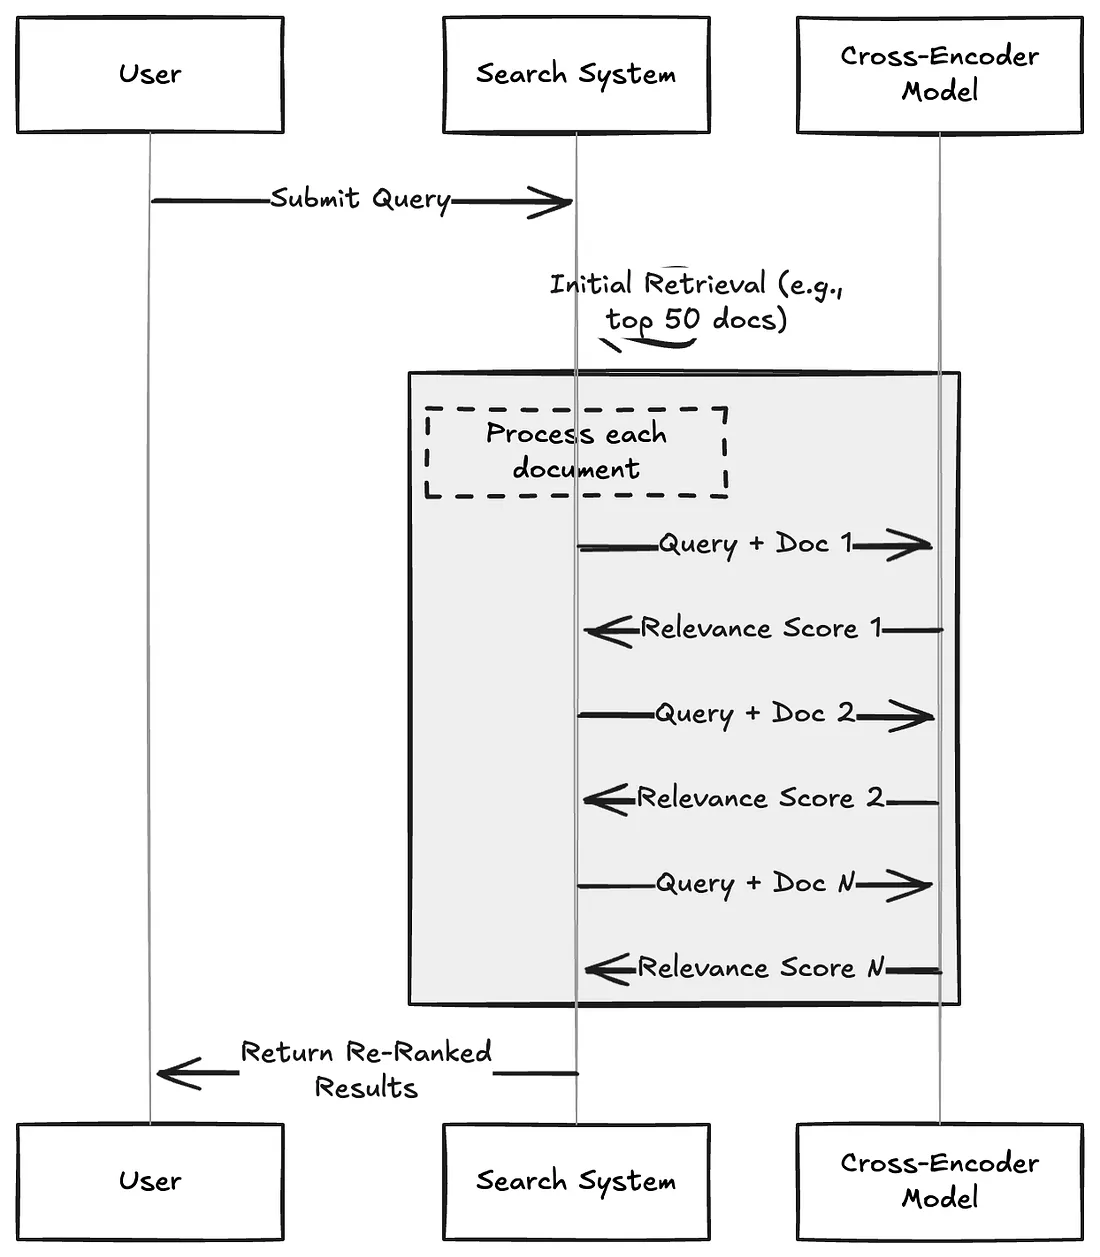 User
Search System
Cross-Encoder
Model
Submit Query
Initial Retrieval (e.g.,
top 50 docs)
Process each
document
Query + Doc 1
Relevance Score 1
Query + Doc 2
Relevance Score 2
Query + Doc N
Relevance Score N
Return Re-Ranked
Results
User
Search System
Cross-Encoder
Model